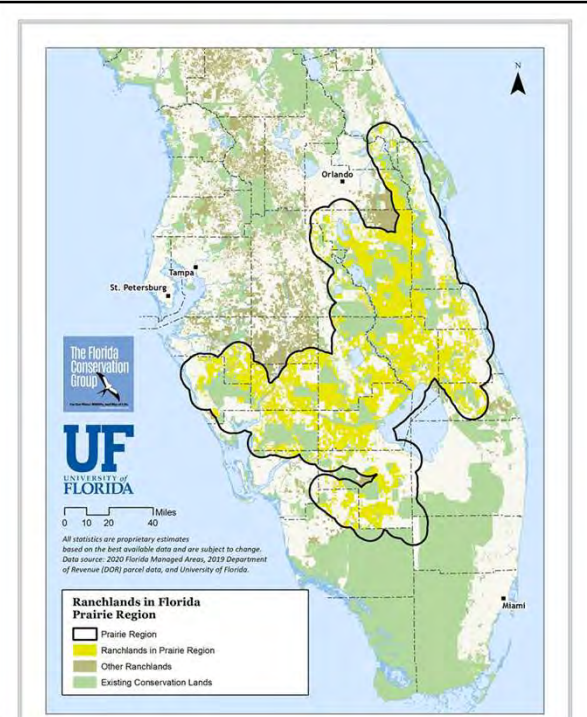 N
Orlando
Tampa
St. Petersburg
The Florida
Conservation
Group
UF
UNIVERSITY of
FLORIDA
Miles
0 10 20 40
All statistics are proprietary estimates
based on the best available data and are subject to change.
Data source: 2020 Florida Managed Areas, 2019 Department
of Revenue (DOR) parcel data, and University of Florida.
Ranchlands in Florida
Prairie Region
Prairie Region
Ranchlands in Prairie Region
Other Ranchlands
Existing Conservation Lands
Miami